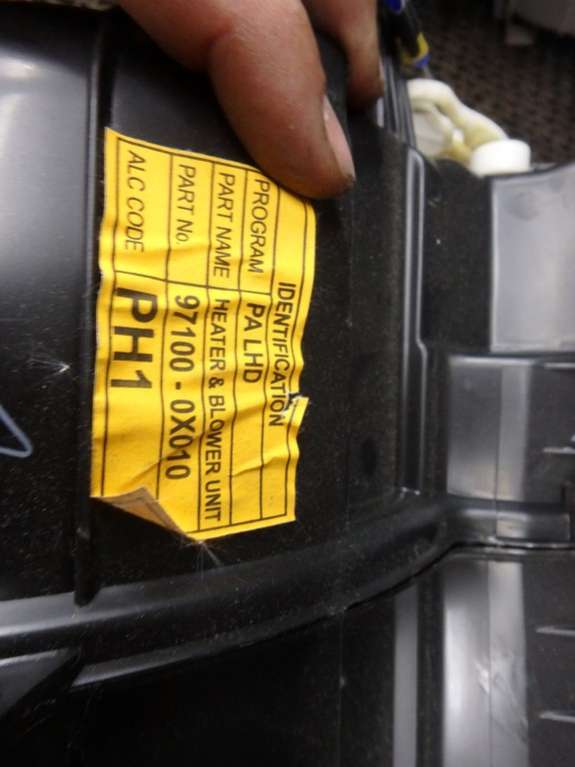 IDENTIFICATION
PROGRAM PA LHD
PART NAME HEATER & BLOWER UNIT
PART No. 97100 - 0X010
ALC CODE PH1